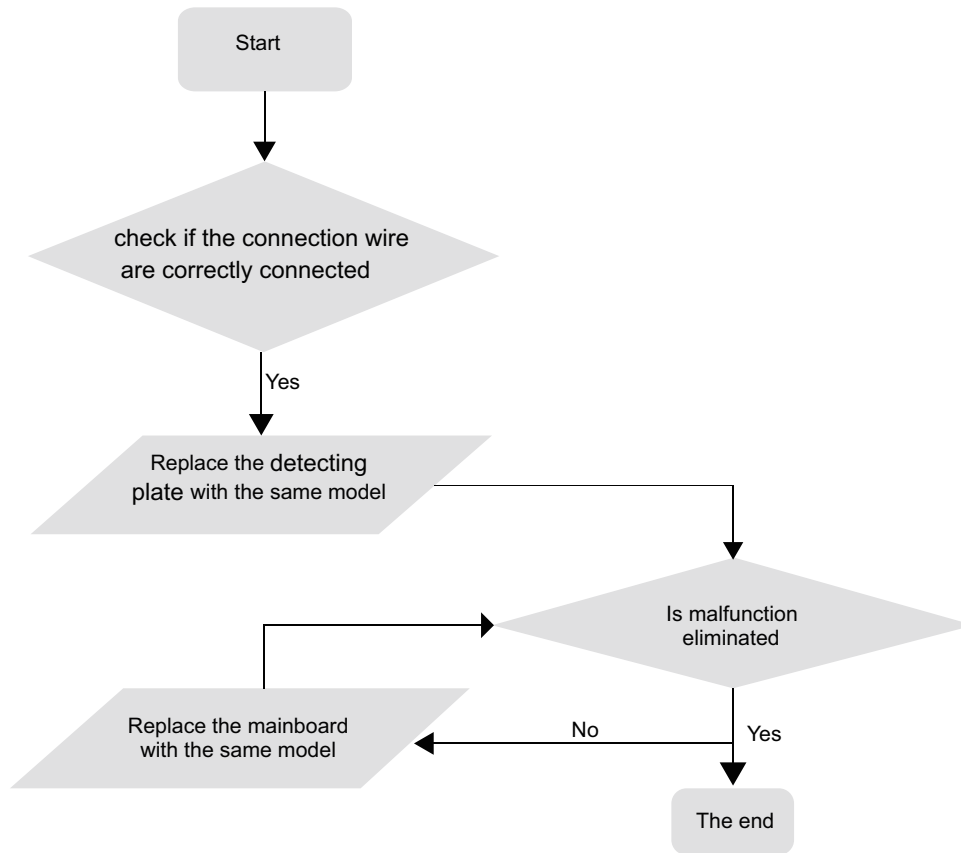 Start
check if the connection wire
are correctly connected
Yes
Replace the detecting
plate with the same model
Is malfunction
eliminated
Replace the mainboard
with the same model
No
Yes
The end